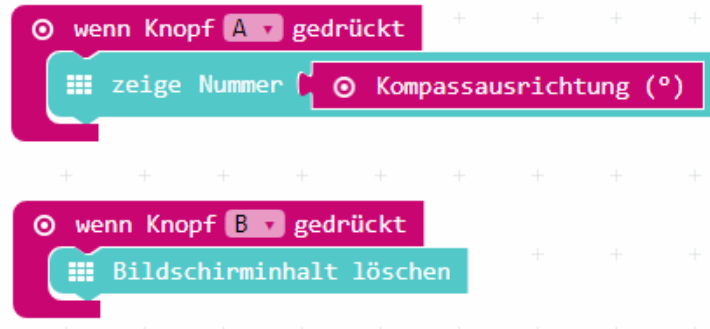 wenn Knopf A gedrückt
zeige Nummer Kompassausrichtung (º)
wenn Knopf B gedrückt
Bildschirminhalt löschen